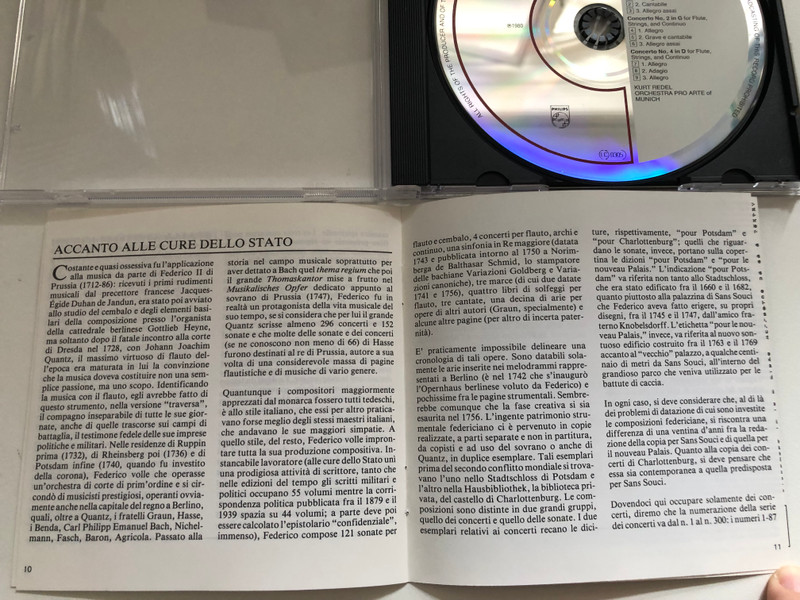 ALL RIGHTS OF THE PRODUCER AND OF THE
2. Cantabile
3. Allegro assai
Concerto No. 2 in G for Flute,
Strings, and Continuo
4 1. Allegro
5 2. Grave e cantabile
6 3. Allegro assai
Concerto No. 4 in D for Flute,
Strings, and Continuo
7 1. Allegro
8 2. Adagio
9 3. Allegro
KURT REDEL
ORCHESTRA PRO ARTE of
MUNICH
PHILIPS
ACCANTO ALLE CURE DELLO STATO
Costante e quasi ossessiva fu l'applicazione
alla musica da parte di Federico II di
Prussia (1712-86): ricevuti i primi rudimenti
musicali dal precettore francese Jacques-
Égide Duhan de Jandun, era stato poi avviato
allo studio del cembalo e degli elementi basi-
lari della composizione presso l'organista
della cattedrale berlinese Gottlieb Heyne,
ma soltanto dopo il fatale incontro alla corte
di Dresda nel 1728, con Johann Joachim
Quantz, il massimo virtuoso di flauto del-
l'epoca era maturata in lui la convinzione
che la musica doveva costituire non una sem-
plice passione, ma uno scopo. Identificando
la musica con il flauto, egli avrebbe fatto di
questo strumento, nella versione “traversa”,
il compagno inseparabile di tutte le sue gior-
nate, anche di quelle trascorse sui campi di
battaglia, il testimone fedele delle sue imprese
politiche e militari. Nelle residenze di Ruppin
prima (1732), di Rheinsberg poi (1736) e di
Potsdam infine (1740, quando fu investito
della corona), Federico volle che operasse
un'orchestra di corte di prim'ordine e si cir-
condò di musicisti prestigiosi, operanti ovvia-
mente anche nella capitale del regno a Berlino,
quali, oltre a Quantz, i fratelli Graun, Hasse,
i Benda, Carl Philipp Emanuel Bach, Nichel-
mann, Fasch, Baron, Agricola. Passato alla
storia nel campo musicale soprattutto per
aver dettato a Bach quel thema regium che poi
il grande Thomaskantor mise a frutto nel
Musikalisches Opfer dedicato appunto al
sovrano di Prussia (1747), Federico fu in
realtà un protagonista della vita musicale del
suo tempo, se si considera che per lui il grande
Quantz scrisse almeno 296 concerti e 152
sonate e che molte delle sonate e dei concerti
(se ne conoscono non meno di 66) di Hasse
furono destinati al re di Prussia, autore a sua
volta di una considerevole massa di pagine
flautistiche e di musiche di vario genere.
Quantunque i compositori maggiormente
apprezzati dal monarca fossero tutti tedeschi,
è allo stile italiano, che essi per altro pratica-
vano forse meglio degli stessi maestri italiani,
che andavano le sue maggiori simpatie. A
quello stile, del resto, Federico volle impron-
tare tutta la sua produzione compositiva. In-
stancabile lavoratore (alle cure dello Stato unì
una prodigiosa attività di scrittore, tanto che
nelle edizioni del tempo gli scritti militari e
politici occupano 55 volumi mentre la corri-
spondenza politica pubblicata fra il 1879 e il
1939 spazia su 44 volumi; a parte deve poi
essere calcolato l'epistolario “confidenziale”,
immenso), Federico compose 121 sonate per
10
flauto e cembalo, 4 concerti per flauto, archi e
continuo, una sinfonia in Re maggiore (datata
1743 e pubblicata intorno al 1750 a Norim-
berga de Balthasar Schmid, lo stampatore
delle bachine Variazioni Goldberg e Varia-
zioni canoniche), tre marce (di cui due datate
1741 e 1756), quattro libri di solfeggi per
flauto, tre cantate, una decina di arie per
opere di altri autori (Graun, specialmente) e
alcune altre pagine (per altro di incerta pater-
nità).
E' praticamente impossibile delineare una
cronologia di tali opere. Sono databili sola-
mente le arie inserite nei melodrammi rappre-
sentati a Berlino (è nel 1742 che s'inaugurò
l'Opernhaus berlinese voluto da Federico) e
pochissime fra le pagine strumentali. Sembre-
rebbe comunque che la fase creativa si sia
esaurita nel 1756. L'ingente patrimonio stru-
mentale federiciano ci è pervenuto in copie
realizzate, a parti separate e non in partitura,
da copisti ad uso del sovrano o anche di
Quantz, in duplice esemplare. Tali esemplari
prima del secondo conflitto mondiale si trova-
vano l'uno nello Stadtschloss di Potsdam e
l'altro nella Hausbibliothek, la biblioteca pri-
vata, del castello di Charlottenburg. Le com-
posizioni sono distinte in due grandi gruppi,
quello dei concerti e quello delle sonate. I due
esemplari relativi ai concerti recano le dici-
ture, rispettivamente, “pour Potsdam” e
“pour Charlottenburg”; quelli che riguar-
dano le sonate, invece, portano sulla coper-
tina le dizioni “pour Potsdam” e “pour le
nouveau Palais.” L'indicazione “pour Pots-
dam” va riferita non tanto allo Stadtschloss,
che era stato edificato fra il 1660 e il 1682,
quanto piuttosto alla palazzina di Sans Souci
che Federico aveva fatto erigere, su propri
disegni, fra il 1745 e il 1747, dall'amico fra-
terno Knobelsdorff. L'etichetta “pour le nou-
veau Palais,” invece, va riferita al nuovo son-
tuoso edificio costruito fra il 1763 e il 1769
accanto al “vecchio” palazzo, a qualche centi-
naio di metri da Sans Souci, all'interno del
grandioso parco che veniva utilizzato per le
battute di caccia.
In ogni caso, si deve considerare che, al di là
dei problemi di datazione di cui sono investite
le composizioni federiciane, si riscontra una
differenza di una ventina d'anni fra la reda-
zione della copia per Sans Souci e di quella per
il nouveau Palais. Quanto alla copia dei con-
certi di Charlottenburg, si deve pensare che
essa sia contemporanea a quella predisposta
per Sans Souci.
Dovendoci qui occupare solamente dei con-
certi, diremo che la numerazione della serie
dei concerti va dal n. 1 al n. 300: i numeri 1-87
11